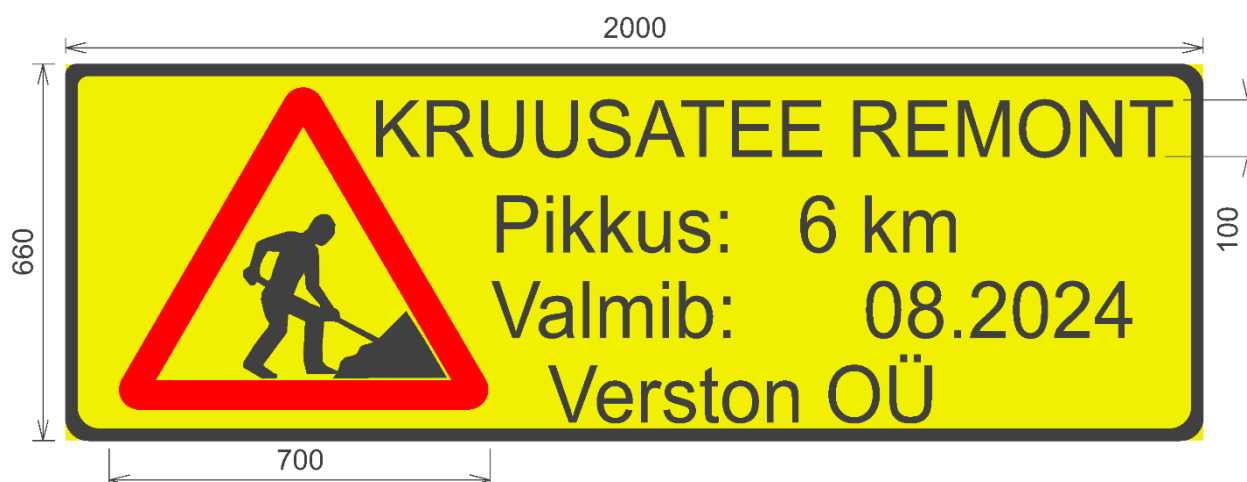 2000
KRUUSATEE REMONT
100
660
Pikkus: 6 km
Valmib: 08.2024
Verston OÜ
700